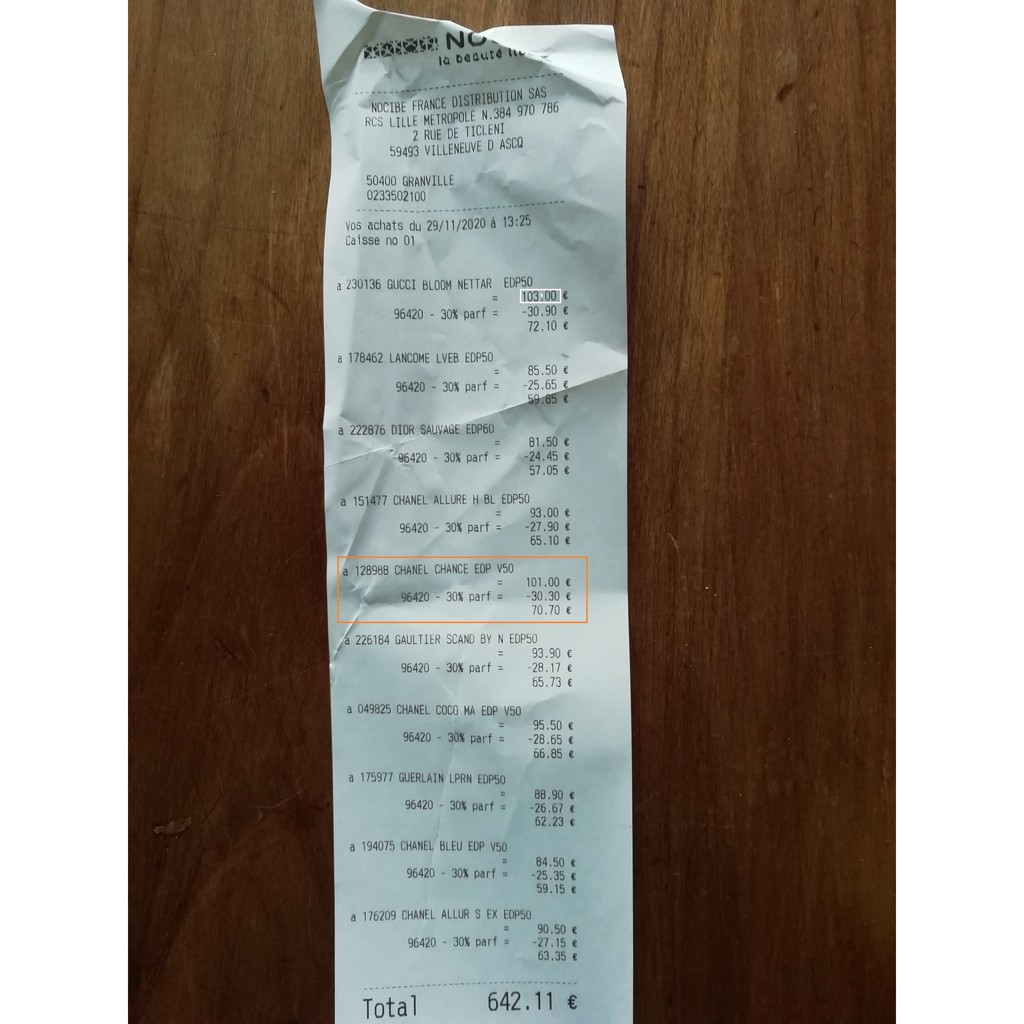 la beauté
NOCIBE FRANCE DISTRIBUTION SAS
RCS LILLE METROPOLE N.384 970 786
2 RUE DE TICLENI
59493 VILLENEUVE D ASCQ
50400 GRANVILLE
0233502100
Vos achats du 29/11/2020 à 13:25
Caisse no 01
a 230136 GUCCI BLOOM NETTAR EDP50
= 103.00 €
96420 - 30% parf = -30.90 €
72.10 €
a 178462 LANCOME LVEB EDP50
= 85.50 €
96420 - 30% parf = -25.65 €
59.85 €
a 222876 DIOR SAUVAGE EDP60
= 81.50 €
96420 - 30% parf = -24.45 €
57.05 €
a 151477 CHANEL ALLURE H BL EDP50
= 93.00 €
96420 - 30% parf = -27.90 €
65.10 €
a 128988 CHANEL CHANCE EDP V50
= 101.00 €
96420 - 30% parf = -30.30 €
70.70 €
a 226184 GAULTIER SCAND BY N EDP50
= 93.90 €
96420 - 30% parf = -28.17 €
65.73 €
a 049825 CHANEL COCO MA EDP V50
= 95.50 €
96420 - 30% parf = -28.65 €
66.85 €
a 175977 GUERLAIN LPRN EDP50
= 88.90 €
96420 - 30% parf = -26.67 €
62.23 €
a 194075 CHANEL BLEU EDP V50
= 84.50 €
96420 - 30% parf = -25.35 €
59.15 €
a 176209 CHANEL ALLUR S EX EDP50
= 90.50 €
96420 - 30% parf = -27.15 €
63.35 €
Total 642.11 €